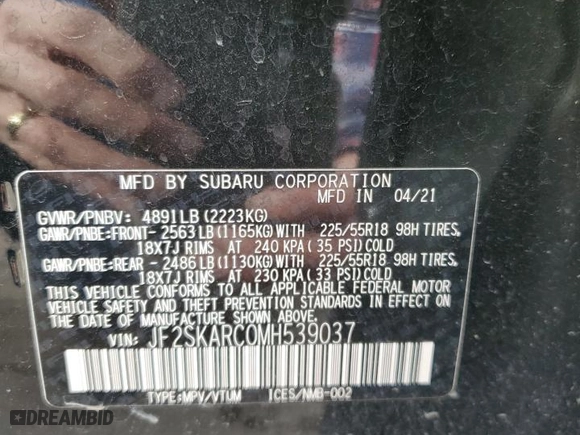 MFD BY SUBARU CORPORATION
MFD IN 04/21
GVWR/PNBV: 4891LB(2223KG)
GAWR/PNBE:FRONT-2563LB(1165KG)WITH 225/55R18 98H TIRES,
18X7J RIMS AT 240 KPA(35 PSI)COLD
GAWR/PNBE:REAR-2486LB(1130KG)WITH 225/55R18 98H TIRES,
18X7J RIMS AT 230 KPA(33 PSI)COLD
THIS VEHICLE CONFORMS TO ALL APPLICABLE FEDERAL MOTOR
VEHICLE SAFETY AND THEFT PREVENTION STANDARDS IN EFFECT ON
THE DATE OF MANUFACTURE SHOWN ABOVE.
VIN: JF2SKARC0MH539037
TYPE:MPV/VTUM ICES/NMB-002
DREAMBID